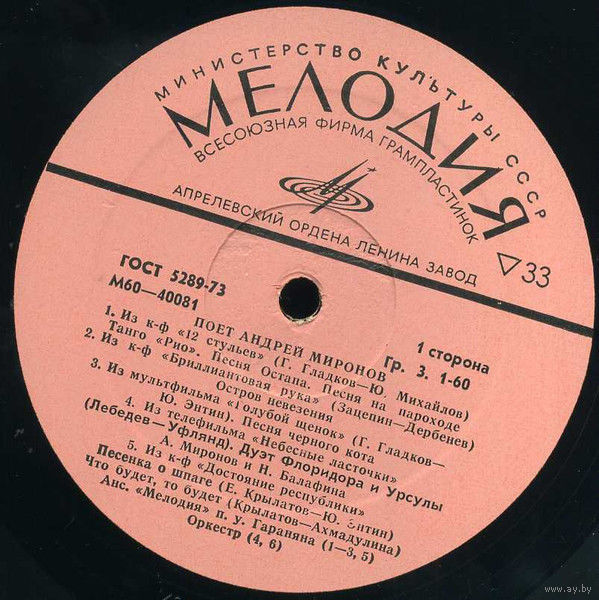 МИНИСТЕРСТВО КУЛЬТУРЫ СССР
МЕЛОДИЯ
ВСЕСОЮЗНАЯ ФИРМА ГРАМПЛАСТИНОК
АПРЕЛЕВСКИЙ ОРДЕНА ЛЕНИНА ЗАВОД
33
ГОСТ 5289-73
М60—40081
1 сторона
Гр. 3. 1-60
ПОЕТ АНДРЕЙ МИРОНОВ
1. Из к-ф «12 стульев» (Г. Гладков—Ю. Михайлов)
Танго «Рио». Песня Остапа. Песня на пароходе
2. Из к-ф «Бриллиантовая рука» (Зацепин—Дербенев)
Остров невезения
3. Из мультфильма «Голубой щенок» (Г. Гладков—
Ю. Энтин). Песня черного кота
4. Из телефильма «Небесные ласточки»
(Лебедев—Уфлянд). Дуэт Флоридора и Урсулы
А. Миронов и Н. Балафина
5. Из к-ф «Достояние республики»
Песенка о шпаге (Е. Крылатов—Ю. Энтин)
Что будет, то будет (Крылатов—Ахмадулина)
Анс. «Мелодия» п. у. Гараняна (1—3, 5)
Оркестр (4, 6)
www.ay.by